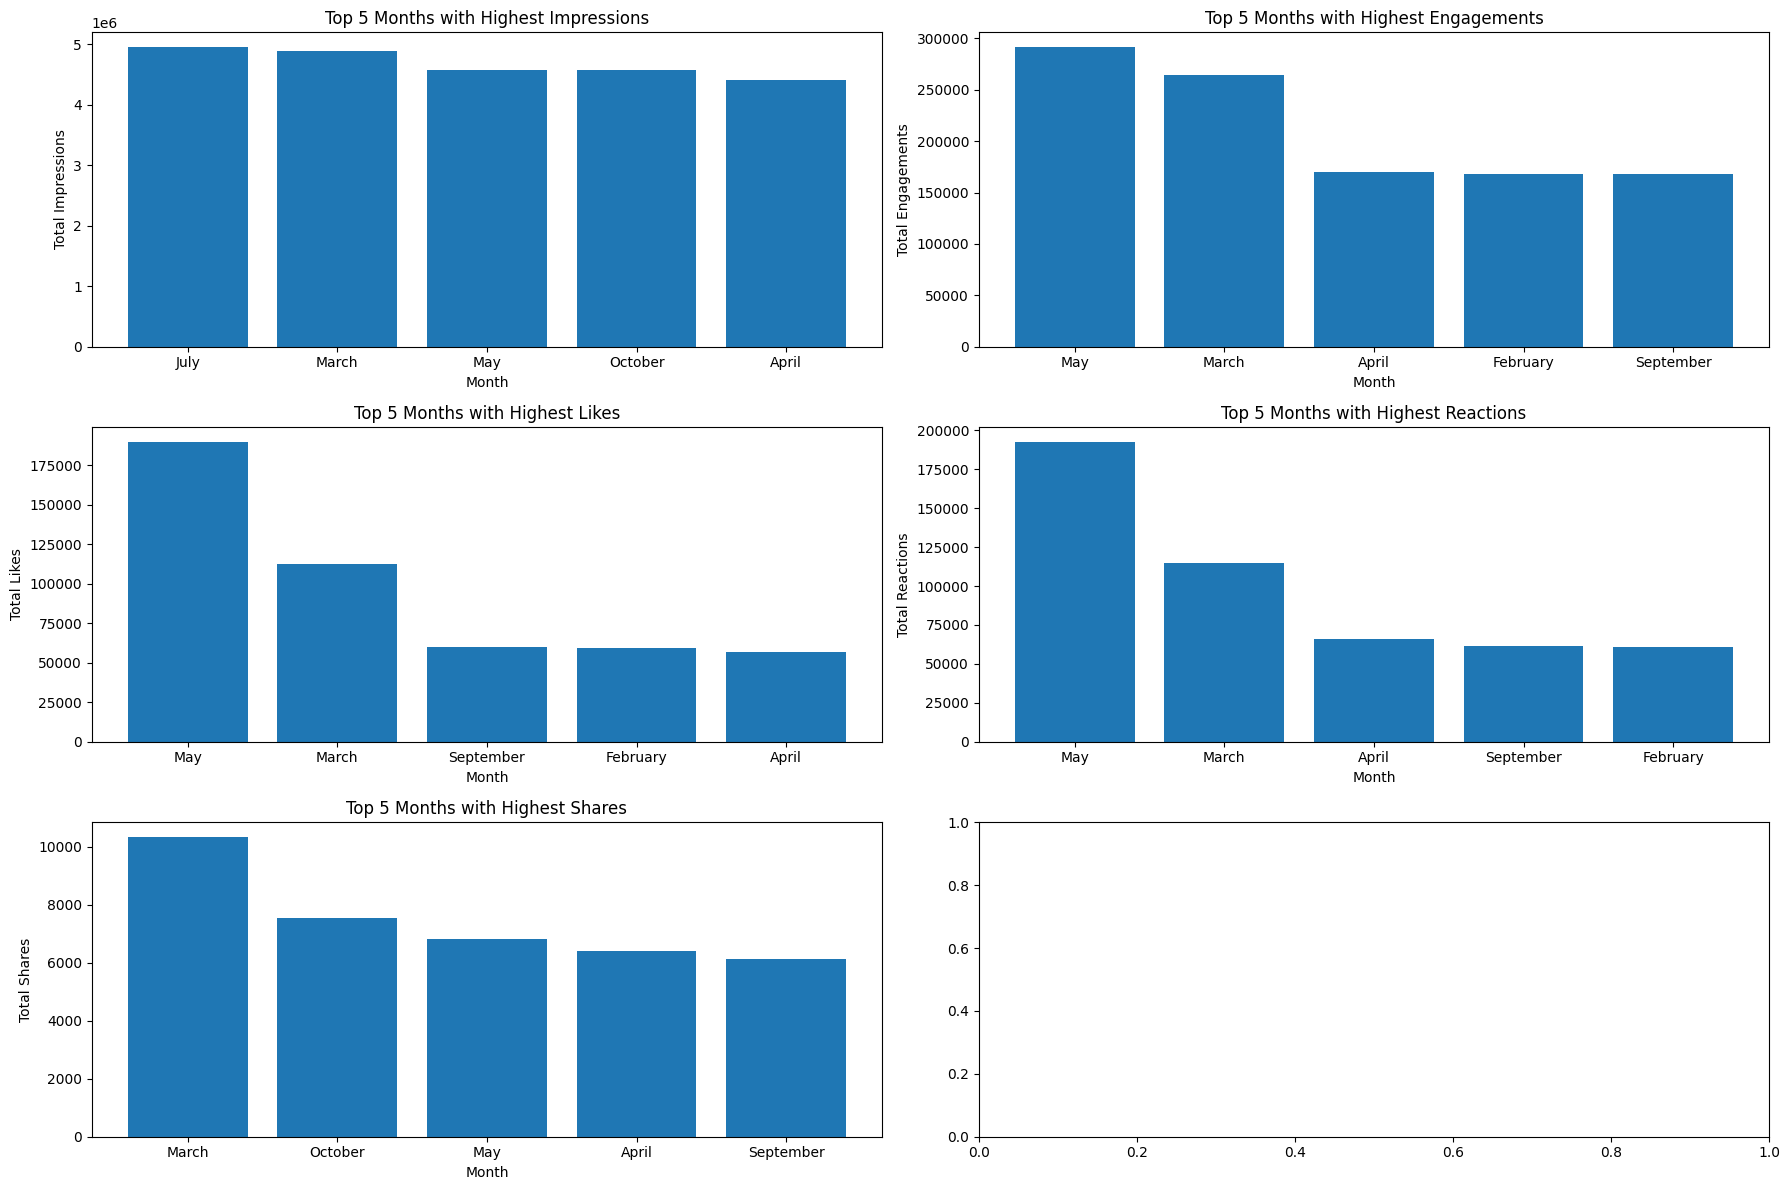 Top 5 Months with Highest Impressions
1e6
5
4
3
2
1
0
Total Impressions
July March May October April
Month
Top 5 Months with Highest Engagements
300000
250000
200000
150000
100000
50000
0
Total Engagements
May March April February September
Month
Top 5 Months with Highest Likes
175000
150000
125000
100000
75000
50000
25000
0
Total Likes
May March September February April
Month
Top 5 Months with Highest Reactions
200000
175000
150000
125000
100000
75000
50000
25000
0
Total Reactions
May March April September February
Month
Top 5 Months with Highest Shares
10000
8000
6000
4000
2000
0
Total Shares
March October May April September
Month
1.0
0.8
0.6
0.4
0.2
0.0
0.0 0.2 0.4 0.6 0.8 1.0